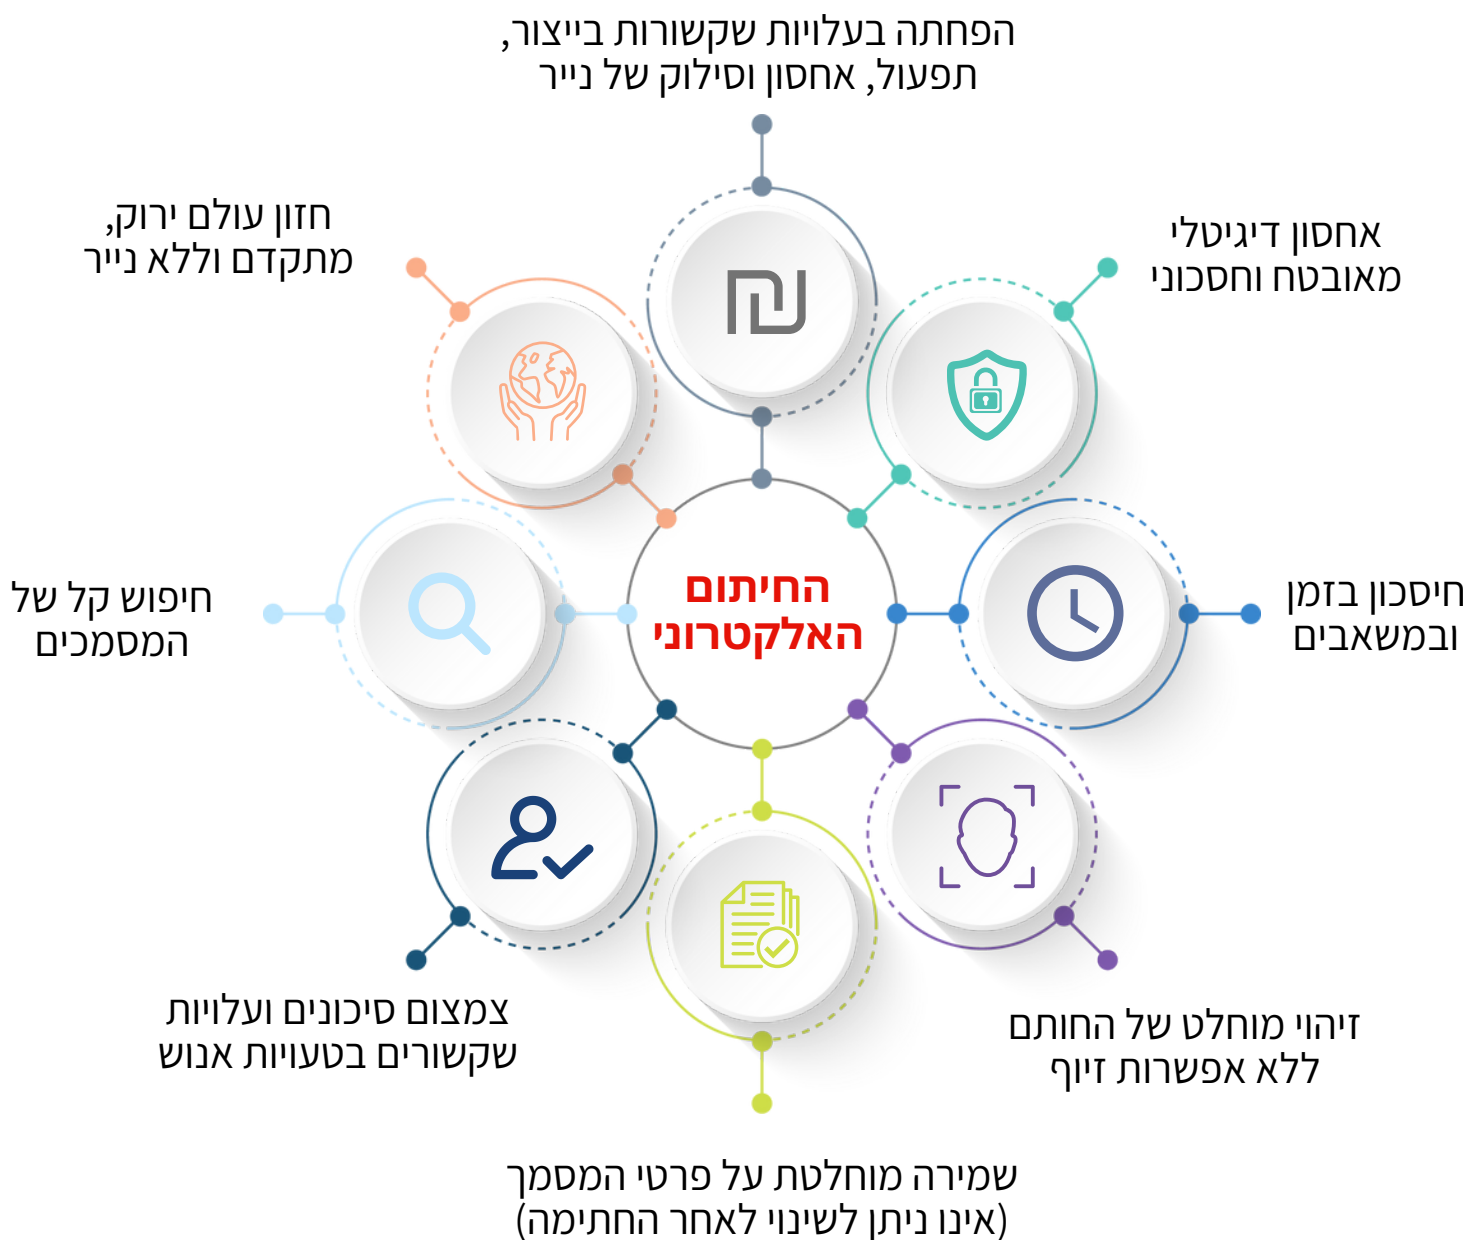 הפחתה בעלויות שקשורות בייצור,
תפעול, אחסון וסילוק של נייר
אחסון דיגיטלי
מאובטח וחסכוני
חיסכון בזמן
ובמשאבים
זיהוי מוחלט של החותם
ללא אפשרות זיוף
שמירה מוחלטת על פרטי המסמך
(אינו ניתן לשינוי לאחר החתימה)
צמצום סיכונים ועלויות
שקשורים בטעויות אנוש
חיפוש קל של
המסמכים
חזון עולם ירוק,
מתקדם וללא נייר
₪
החיתום
האלקטרוני